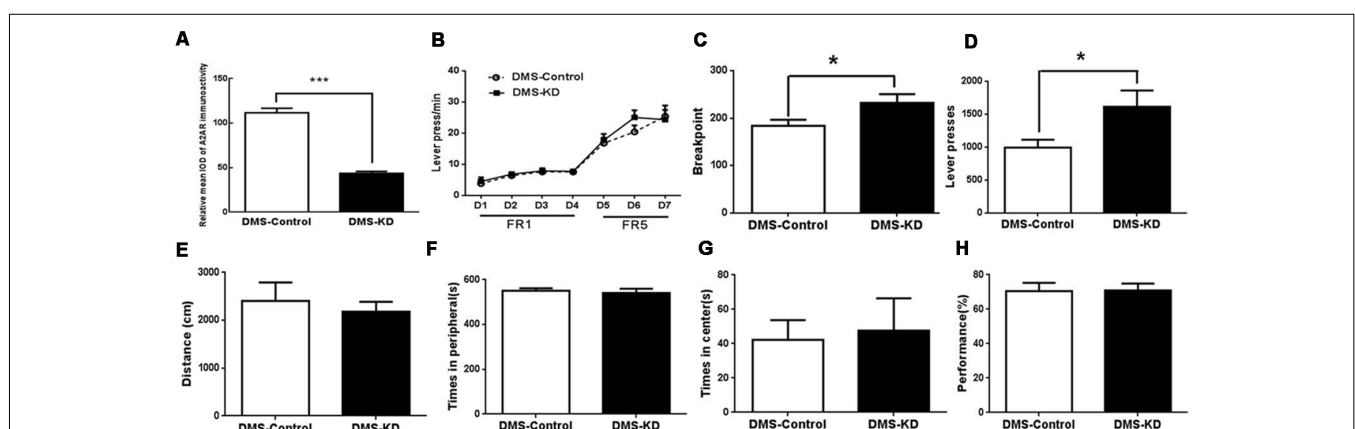 A
Relative mean IOD of A2AR immunoactivity
150
100
50
0
***
DMS-Control DMS-KD
B
Lever press/min
40
30
20
10
0
DMS-Control
DMS-KD
D1 D2 D3 D4 D5 D6 D7
FR1 FR5
C
Breakpoint
300
200
100
0
*
DMS-Control DMS-KD
D
Lever presses
2000
1500
1000
500
0
*
DMS-Control DMS-KD
E
Distance (cm)
3000
2000
1000
0
DMS-Control DMS-KD
F
Times in peripheral(s)
600
400
200
0
DMS-Control DMS-KD
G
Times in center(s)
80
60
40
20
0
DMS-Control DMS-KD
H
Performance(%)
80
60
40
20
0
DMS-Control DMS-KD